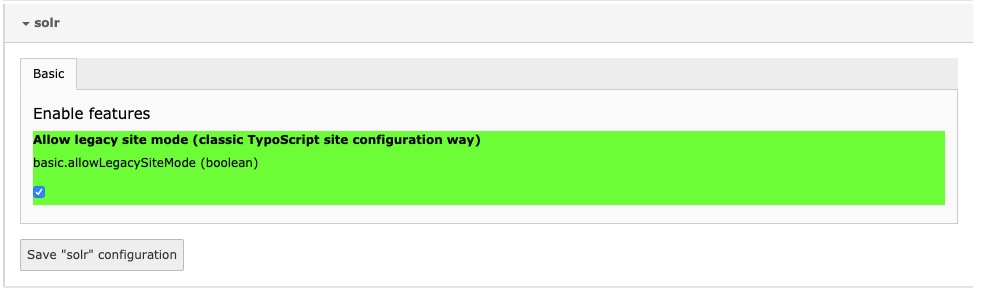 solr
Basic
Enable features
Allow legacy site mode (classic TypoScript site configuration way)
basic.allowLegacySiteMode (boolean)
Save "solr" configuration